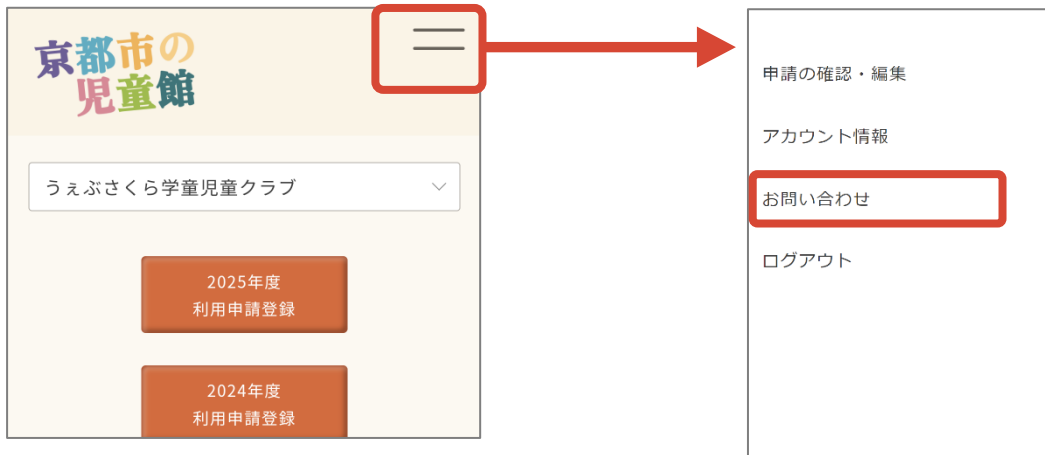 京都市の
児童館
うぇぶさくら学童児童クラブ
2025年度
利用申請登録
2024年度
利用申請登録
申請の確認・編集
アカウント情報
お問い合わせ
ログアウト